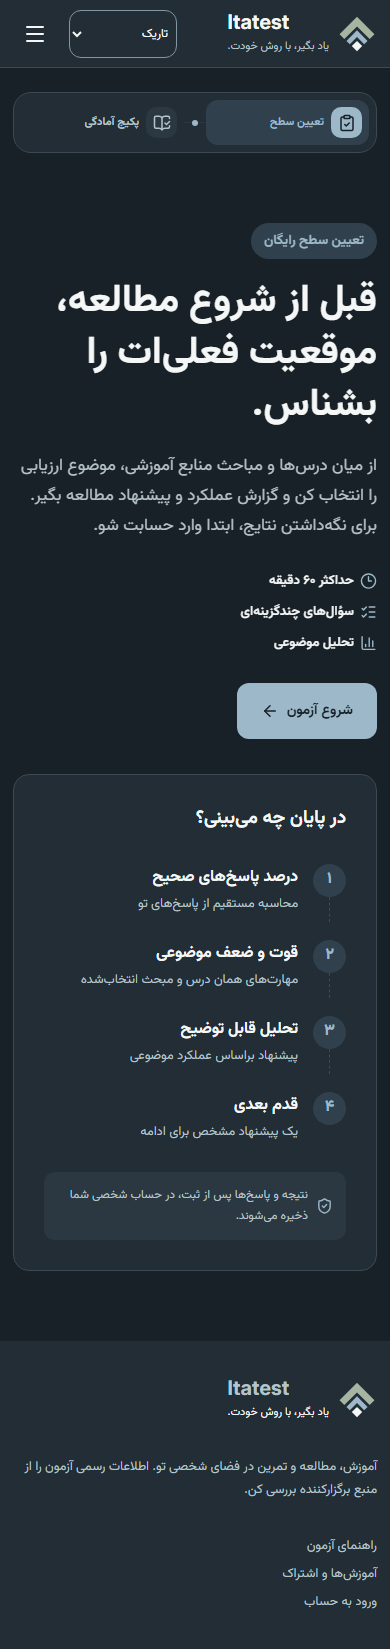 Itatest
یاد بگیر، با روش خودت.
تاریک
تعیین سطح
پکیج آمادگی
تعیین سطح رایگان
قبل از شروع مطالعه،
موقعیت فعلی‌ات را
بشناس.
از میان درس‌ها و مباحث منابع آموزشی، موضوع ارزیابی
را انتخاب کن و گزارش عملکرد و پیشنهاد مطالعه بگیر.
برای نگه‌داشتن نتایج، ابتدا وارد حسابت شو.
حداکثر ۶۰ دقیقه
سؤال‌های چندگزینه‌ای
تحلیل موضوعی
شروع آزمون
در پایان چه می‌بینی؟
۱
درصد پاسخ‌های صحیح
محاسبه مستقیم از پاسخ‌های تو
۲
قوت و ضعف موضوعی
مهارت‌های همان درس و مبحث انتخاب‌شده
۳
تحلیل قابل توضیح
پیشنهاد براساس عملکرد موضوعی
۴
قدم بعدی
یک پیشنهاد مشخص برای ادامه
نتیجه و پاسخ‌ها پس از ثبت، در حساب شخصی شما
ذخیره می‌شوند.
Itatest
یاد بگیر، با روش خودت.
آموزش، مطالعه و تمرین در فضای شخصی تو. اطلاعات رسمی آزمون را از
منبع برگزارکننده بررسی کن.
راهنمای آزمون
آموزش‌ها و اشتراک
ورود به حساب